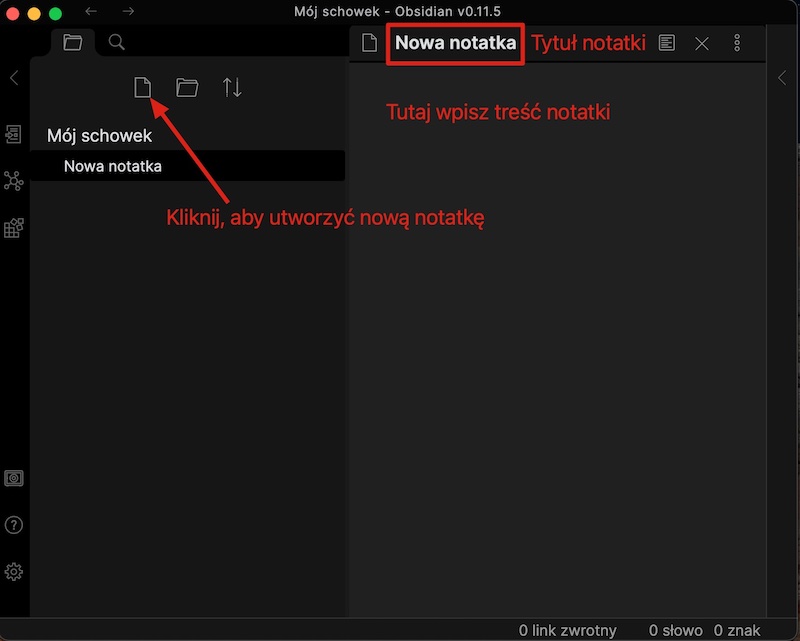 Mój schowek - Obsidian v0.11.5
Nowa notatka Tytuł notatki
Tutaj wpisz treść notatki
Mój schowek
Nowa notatka
Kliknij, aby utworzyć nową notatkę
0 link zwrotny 0 słowo 0 znak